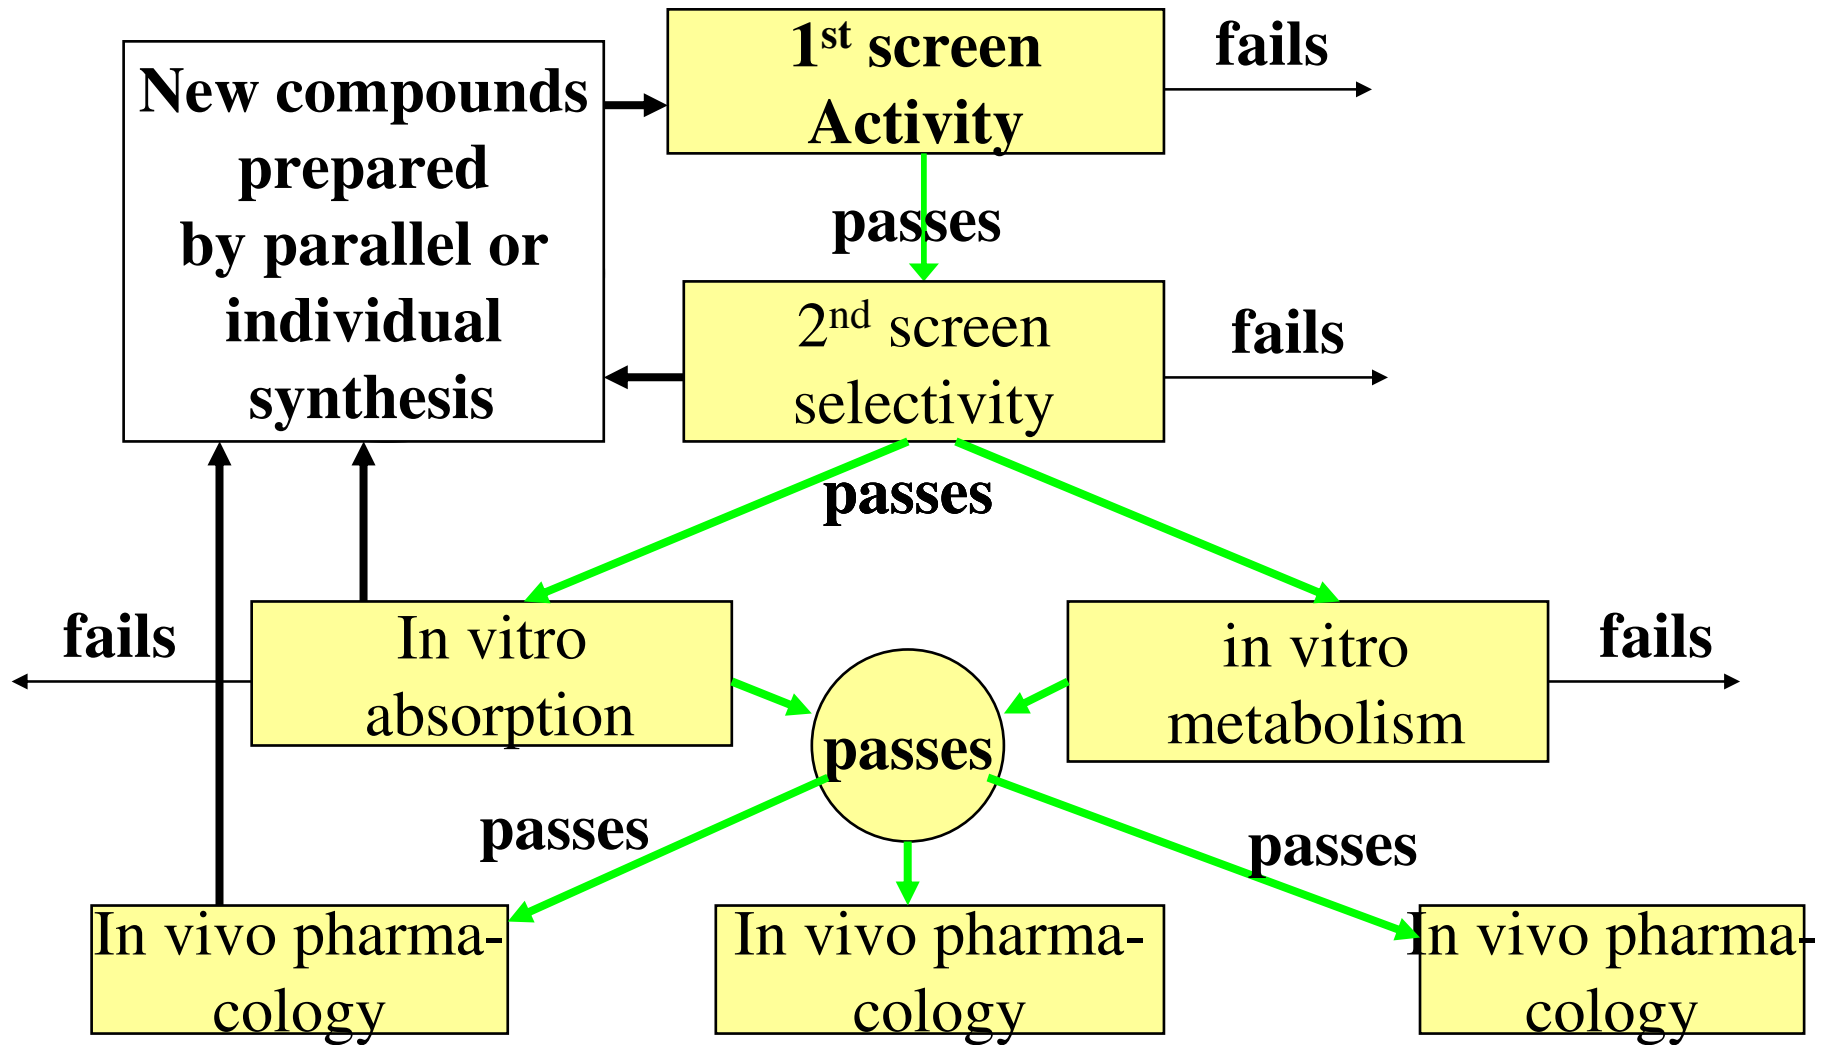 New compounds
prepared
by parallel or
individual
synthesis
1st screen
Activity
fails
passes
2nd screen
selectivity
fails
passes
fails
In vitro
absorption
passes
in vitro
metabolism
fails
passes
passes
In vivo pharma-
cology
In vivo pharma-
cology
In vivo pharma-
cology